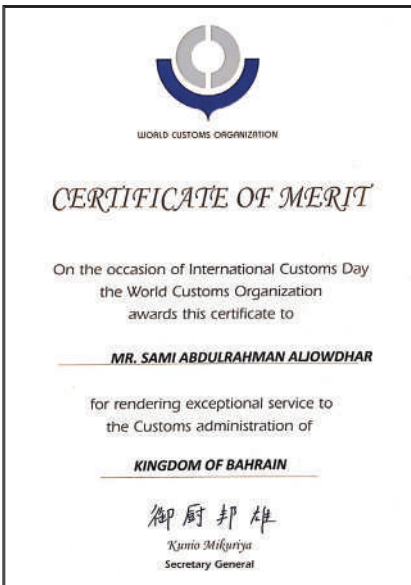 WORLD CUSTOMS ORGANIZATION
CERTIFICATE OF MERIT
On the occasion of International Customs Day
the World Customs Organization
awards this certificate to
MR. SAMI ABDULRAHMAN ALJOWDHAR
for rendering exceptional service to
the Customs administration of
KINGDOM OF BAHRAIN
御厨邦雄
Kunio Mikuriya
Secretary General